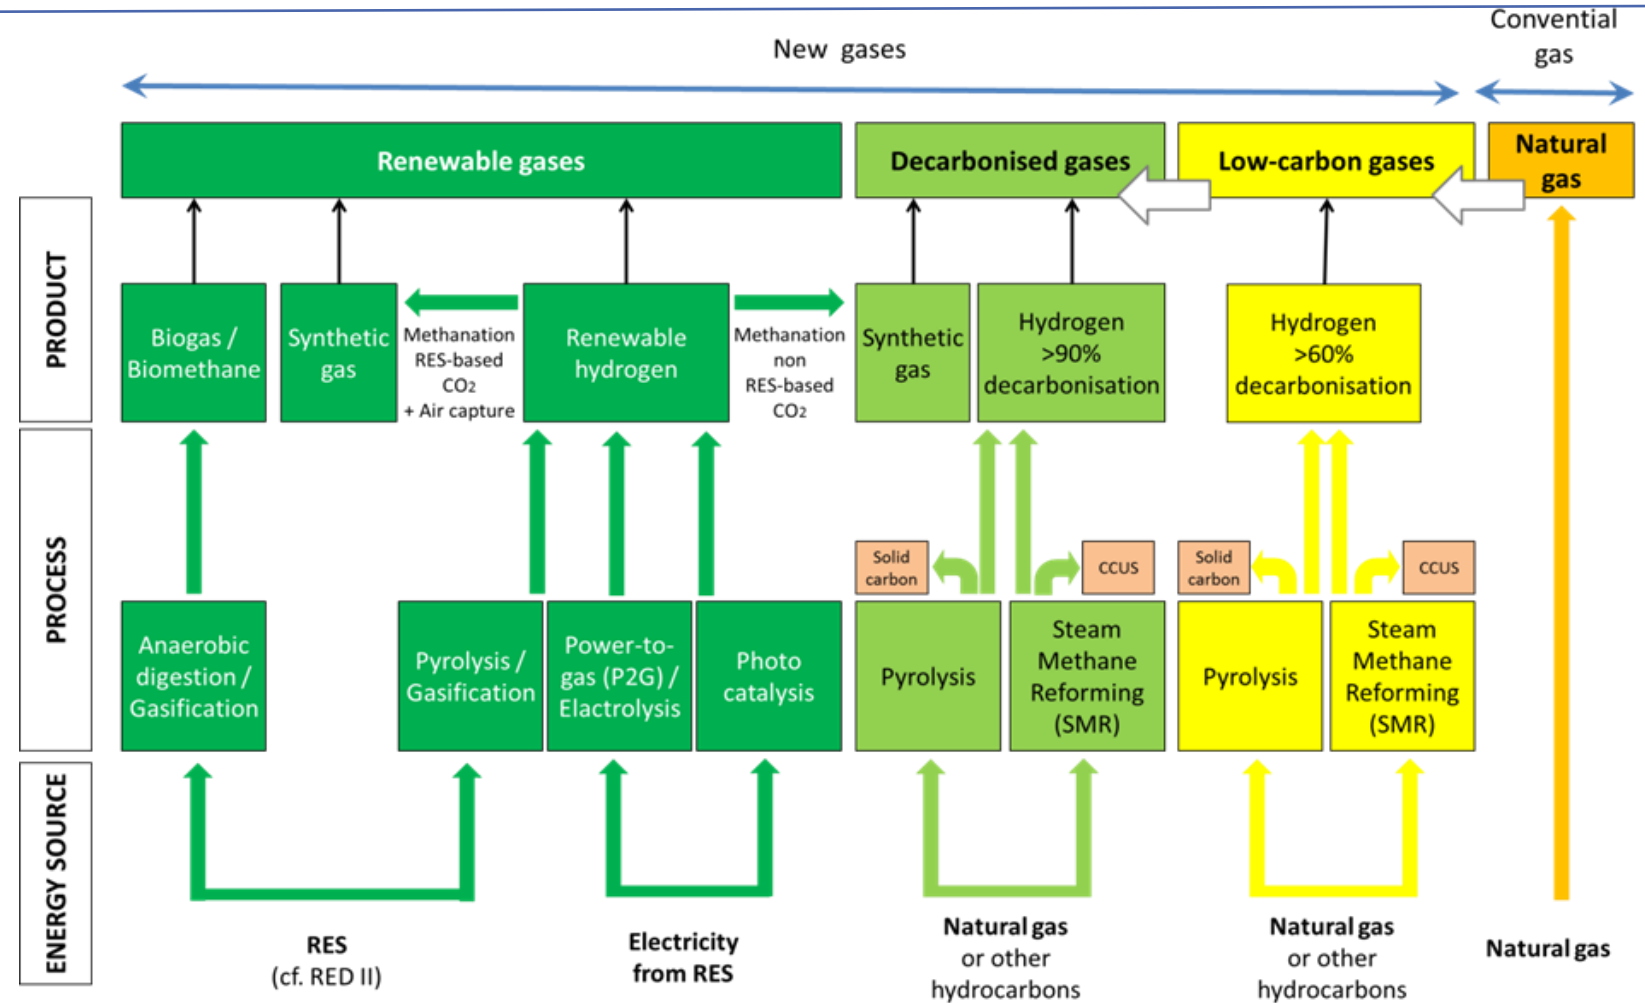 New gases
Convential
gas
Renewable gases
Decarbonised gases
Low-carbon gases
Natural
gas
PRODUCT
Biogas /
Biomethane
Synthetic
gas
Methanation
RES-based
CO2
+ Air capture
Renewable
hydrogen
Methanation
non
RES-based
CO2
Synthetic
gas
Hydrogen
>90%
decarbonisation
Hydrogen
>60%
decarbonisation
PROCESS
Solid
carbon
CCUS
Solid
carbon
CCUS
Anaerobic
digestion /
Gasification
Pyrolysis /
Gasification
Power-to-
gas (P2G) /
Elactrolysis
Photo
catalysis
Pyrolysis
Steam
Methane
Reforming
(SMR)
Pyrolysis
Steam
Methane
Reforming
(SMR)
ENERGY SOURCE
RES
(cf. RED II)
Electricity
from RES
Natural gas
or other
hydrocarbons
Natural gas
or other
hydrocarbons
Natural gas